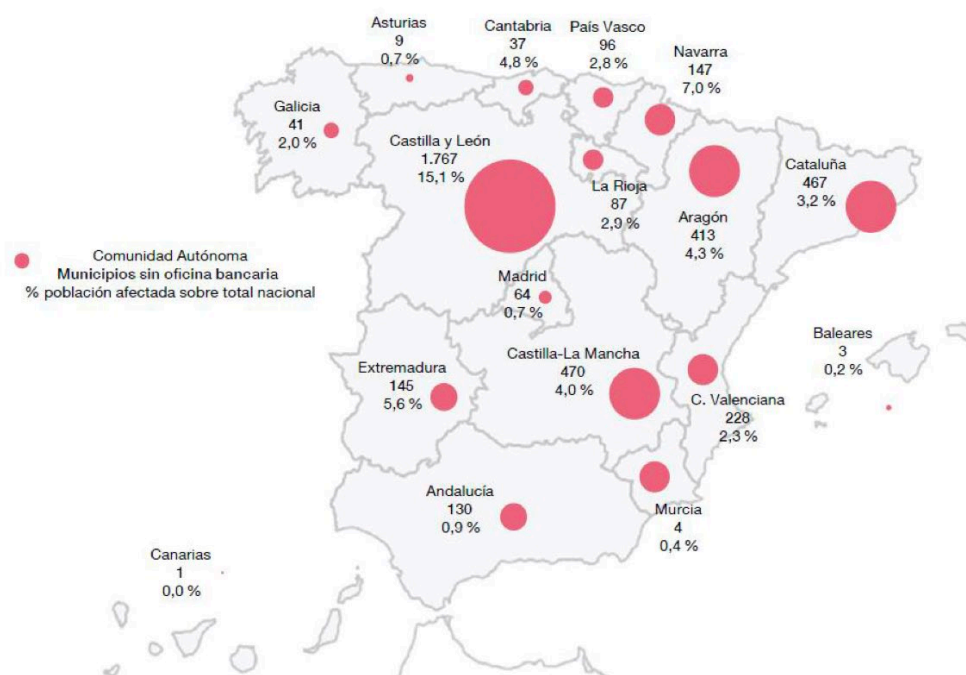 Asturias
9
0,7 %
Cantabria
37
4,8 %
País Vasco
96
2,8 %
Navarra
147
7,0 %
Galicia
41
2,0 %
Castilla y León
1.767
15,1 %
La Rioja
87
2,9 %
Aragón
413
4,3 %
Cataluña
467
3,2 %
Comunidad Autónoma
Municipios sin oficina bancaria
% población afectada sobre total nacional
Madrid
64
0,7 %
Baleares
3
0,2 %
Extremadura
145
5,6 %
Castilla-La Mancha
470
4,0 %
C. Valenciana
228
2,3 %
Andalucía
130
0,9 %
Murcia
4
0,4 %
Canarias
1
0,0 %